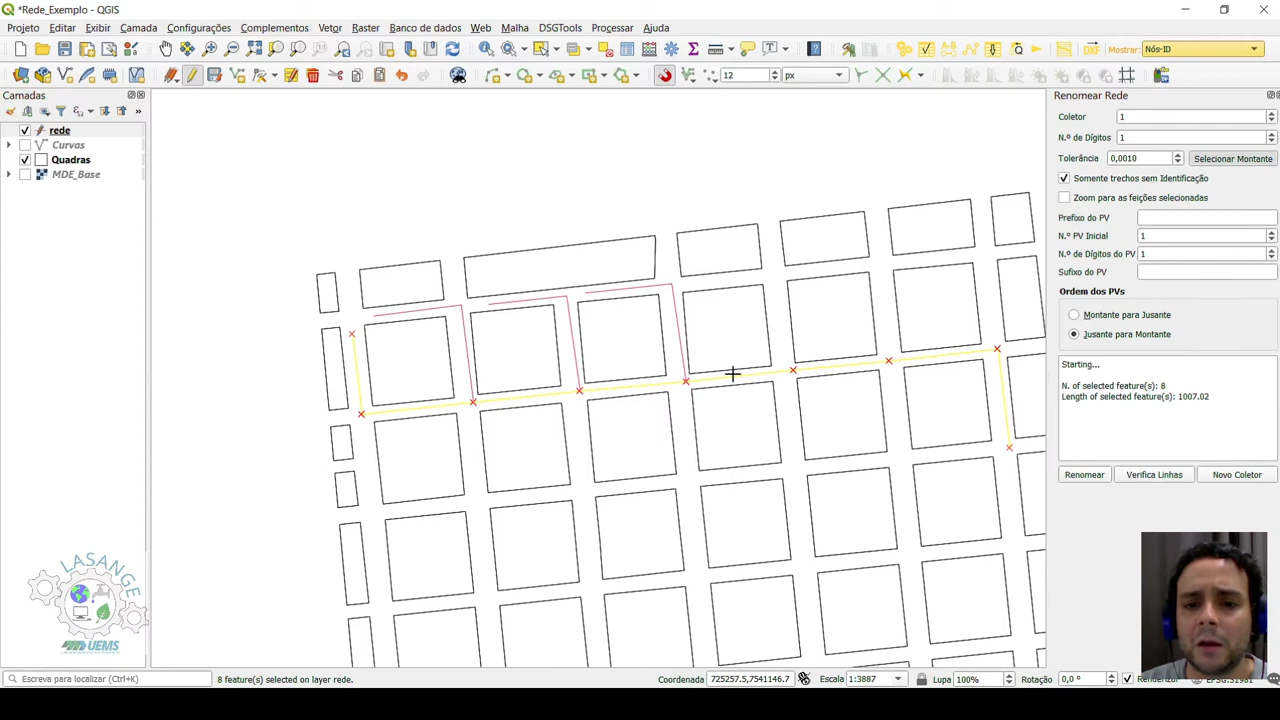 *Rede_Exemplo - QGIS
Projeto Editar Exibir Camada Configurações Complementos Vetor Raster Banco de dados Web Malha DSGTools Processar Ajuda
Mostrar: Nós-ID
12 px
Camadas
rede
Curvas
Quadras
MDE_Base
LASANGE
UEMS
Renomear Rede
Coletor 1
N.º de Dígitos 1
Tolerância 0,0010 Selecionar Montante
Somente trechos sem Identificação
Zoom para as feições selecionadas
Prefixo do PV
N.º PV Inicial 1
N.º de Dígitos do PV 1
Sufixo do PV
Ordem dos PVs
Montante para Jusante
Jusante para Montante
Starting...
N. of selected feature(s): 8
Length of selected feature(s): 1007.02
Renomear Verifica Linhas Novo Coletor
Escreva para localizar (Ctrl+K) 8 feature(s) selected on layer rede. Coordenada 725257.5,7541146.7 Escala 1:3887 Lupa 100% Rotação 0,0 °